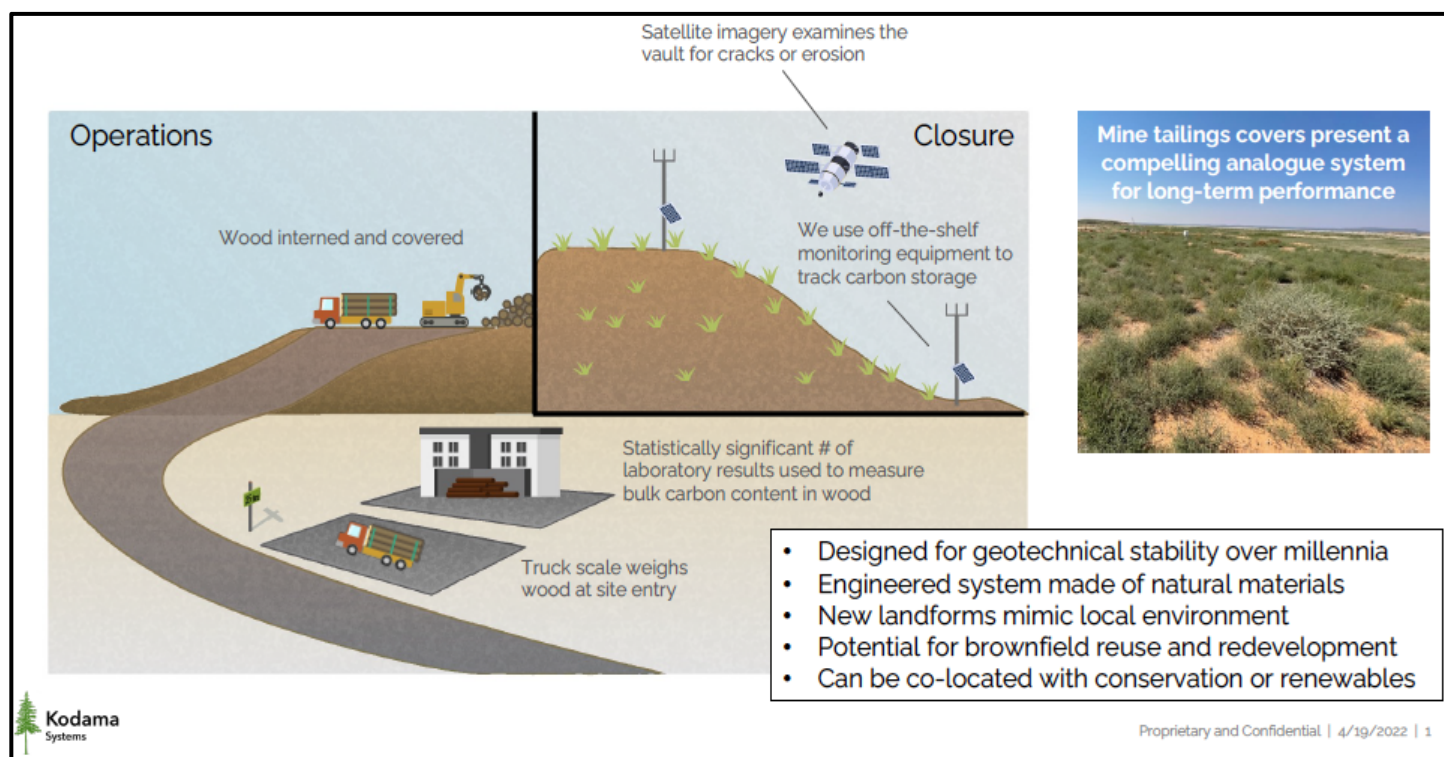 Satellite imagery examines the
vault for cracks or erosion
Operations
Closure
Mine tailings covers present a
compelling analogue system
for long-term performance
Wood interned and covered
We use off-the-shelf
monitoring equipment to
track carbon storage
Statistically significant # of
laboratory results used to measure
bulk carbon content in wood
Truck scale weighs
wood at site entry
• Designed for geotechnical stability over millennia
• Engineered system made of natural materials
• New landforms mimic local environment
• Potential for brownfield reuse and redevelopment
• Can be co-located with conservation or renewables
Kodama
Systems
Proprietary and Confidential | 4/19/2022 | 1